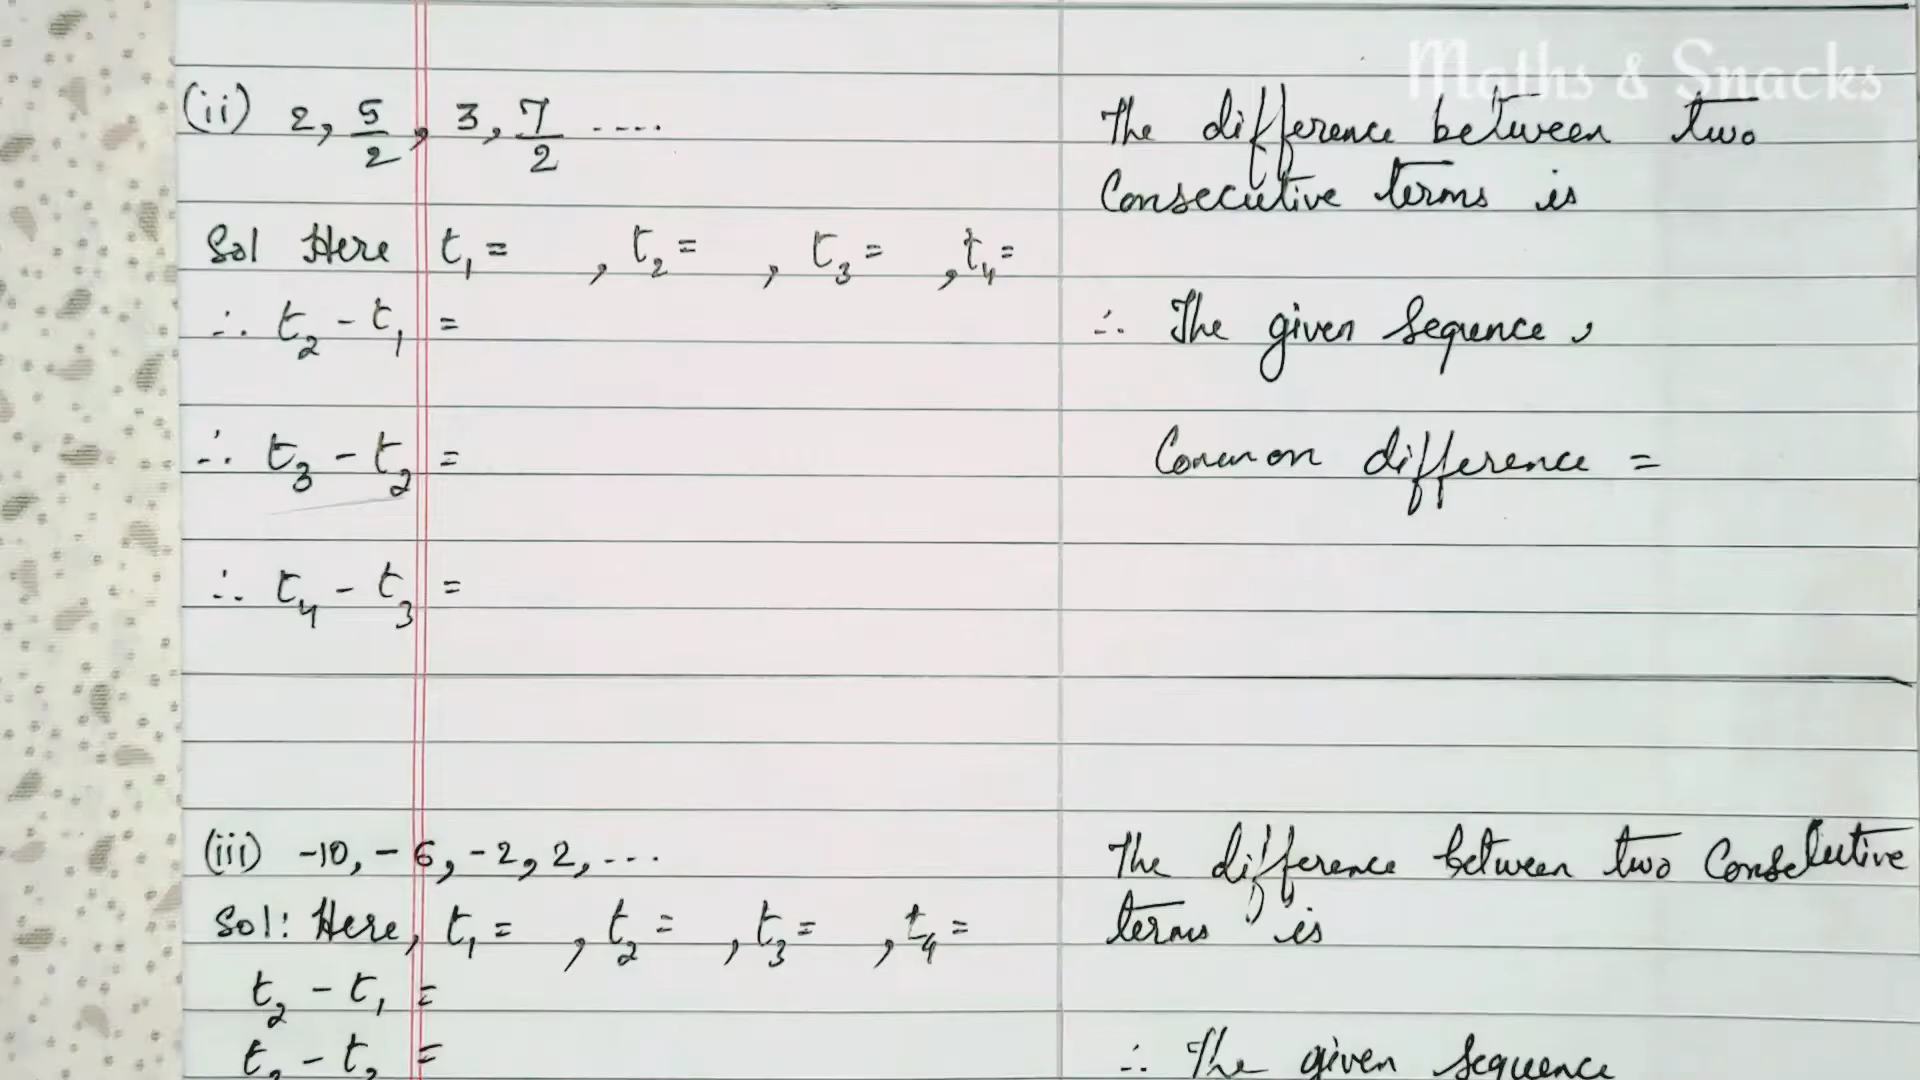 Maths & Snacks
(ii) 2, 5/2, 3, 7/2 ....
Sol Here t₁ = , t₂ = , t₃ = , t₄ =
∴ t₂ - t₁ =
∴ t₃ - t₂ =
∴ t₄ - t₃ =
The difference between two
Consecutive terms is
∴ The given Sequence,
Common difference =
(iii) -10, -6, -2, 2, ...
Sol: Here, t₁ = , t₂ = , t₃ = , t₄ =
t₂ - t₁ =
t₃ - t₂ =
The difference between two Consecutive
terms is
∴ The given Sequence